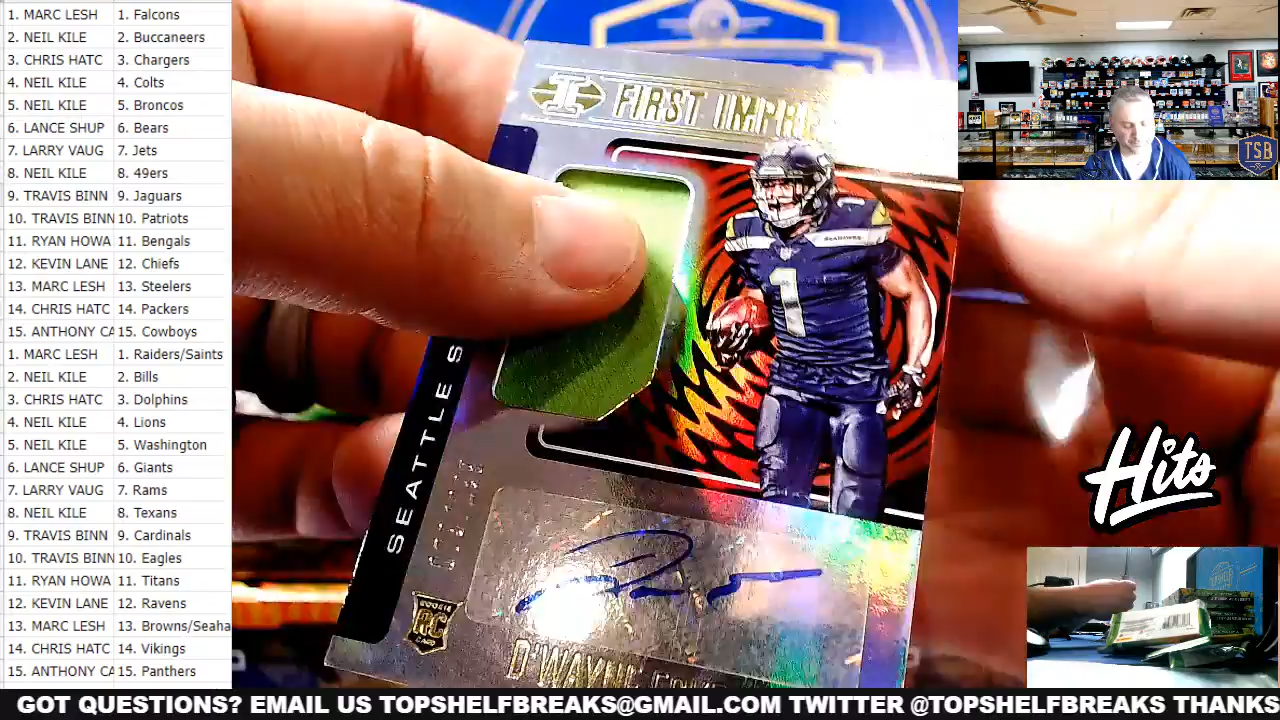 1. MARC LESH 1. Falcons
2. NEIL KILE 2. Buccaneers
3. CHRIS HATC 3. Chargers
4. NEIL KILE 4. Colts
5. NEIL KILE 5. Broncos
6. LANCE SHUP 6. Bears
7. LARRY VAUG 7. Jets
8. NEIL KILE 8. 49ers
9. TRAVIS BINN 9. Jaguars
10. TRAVIS BINN 10. Patriots
11. RYAN HOWA 11. Bengals
12. KEVIN LANE 12. Chiefs
13. MARC LESH 13. Steelers
14. CHRIS HATC 14. Packers
15. ANTHONY CA 15. Cowboys
1. MARC LESH 1. Raiders/Saints
2. NEIL KILE 2. Bills
3. CHRIS HATC 3. Dolphins
4. NEIL KILE 4. Lions
5. NEIL KILE 5. Washington
6. LANCE SHUP 6. Giants
7. LARRY VAUG 7. Rams
8. NEIL KILE 8. Texans
9. TRAVIS BINN 9. Cardinals
10. TRAVIS BINN 10. Eagles
11. RYAN HOWA 11. Titans
12. KEVIN LANE 12. Ravens
13. MARC LESH 13. Browns/Seaha
14. CHRIS HATC 14. Vikings
15. ANTHONY CA 15. Panthers
FIRST IMPR
SEAHAWKS
1
SEATTLE S
ROOKIE
RC
CARD
D'WAYN
TSB
Hits
GOT QUESTIONS? EMAIL US TOPSHELFBREAKS@GMAIL.COM TWITTER @TOPSHELFBREAKS THANKS